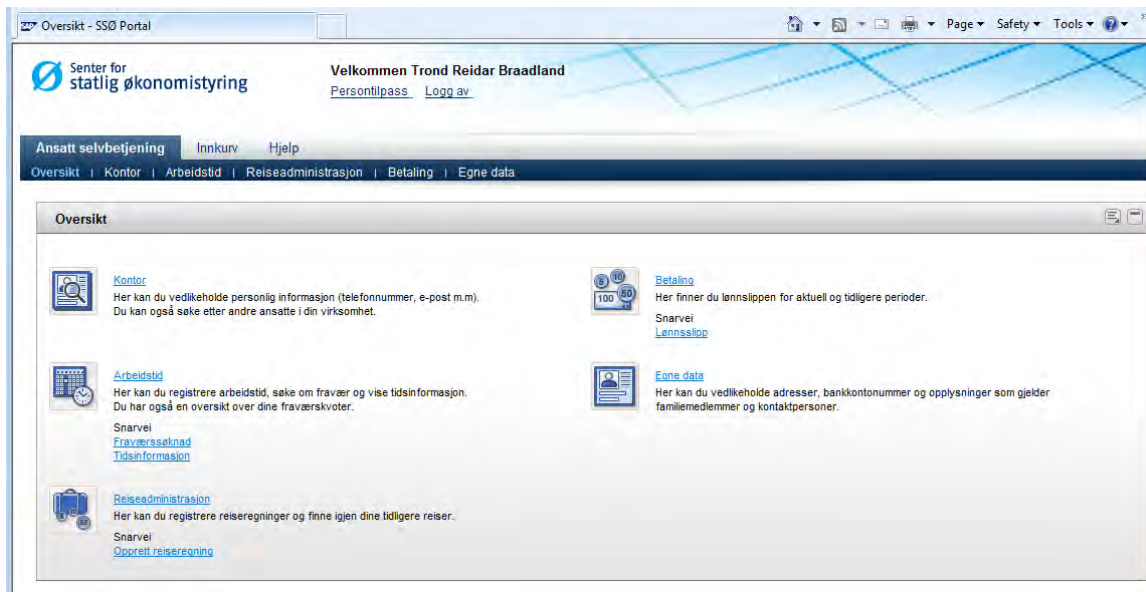 Oversikt - SSØ Portal
Page Safety Tools
Senter for
statlig økonomistyring
Velkommen Trond Reidar Braadland
Persontilpass Logg av
Ansatt selvbetjening Innkurv Hjelp
Oversikt | Kontor | Arbeidstid | Reiseadministrasjon | Betaling | Egne data
Oversikt
Kontor
Her kan du vedlikeholde personlig informasjon (telefonnummer, e-post m.m).
Du kan også søke etter andre ansatte i din virksomhet.
Betaling
Her finner du lønnslippen for aktuell og tidligere perioder.
Snarvei
Lønnsslipp
5 10
100 50
Arbeidstid
Her kan du registrere arbeidstid, søke om fravær og vise tidsinformasjon.
Du har også en oversikt over dine fraværskvoter.
Snarvei
Fraværssøknad
Tidsinformasjon
Egne data
Her kan du vedlikeholde adresser, bankkontonummer og opplysninger som gjelder
familiemedlemmer og kontaktpersoner.
Reiseadministrasjon
Her kan du registrere reiseregninger og finne igjen dine tidligere reiser.
Snarvei
Opprett reiseregning